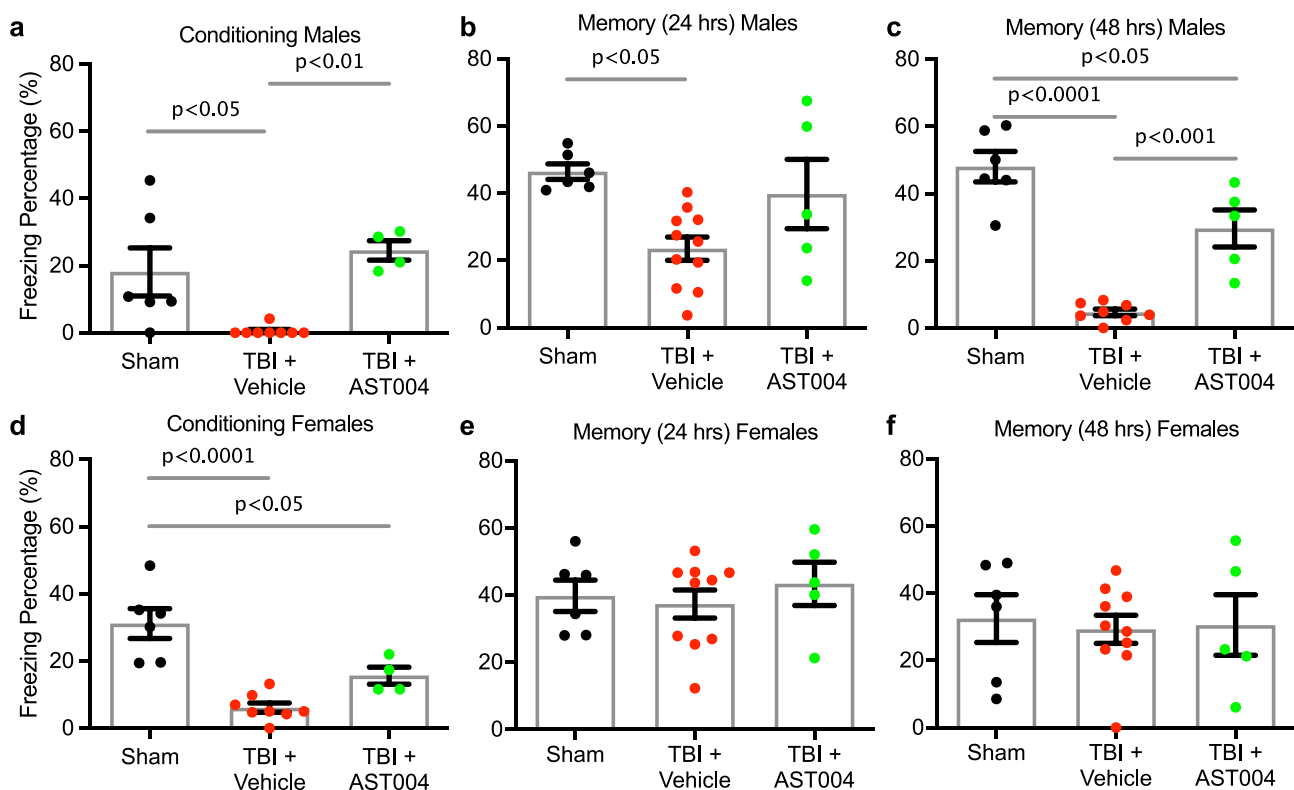 a
Conditioning Males
Freezing Percentage (%)
80
60
40
20
0
p<0.01
p<0.05
Sham
TBI +
Vehicle
TBI +
AST004
b
Memory (24 hrs) Males
80
60
40
20
0
p<0.05
Sham
TBI +
Vehicle
TBI +
AST004
c
Memory (48 hrs) Males
80
60
40
20
0
p<0.05
p<0.0001
p<0.001
Sham
TBI +
Vehicle
TBI +
AST004
d
Conditioning Females
Freezing Percentage (%)
80
60
40
20
0
p<0.0001
p<0.05
Sham
TBI +
Vehicle
TBI +
AST004
e
Memory (24 hrs) Females
80
60
40
20
0
Sham
TBI +
Vehicle
TBI +
AST004
f
Memory (48 hrs) Females
80
60
40
20
0
Sham
TBI +
Vehicle
TBI +
AST004